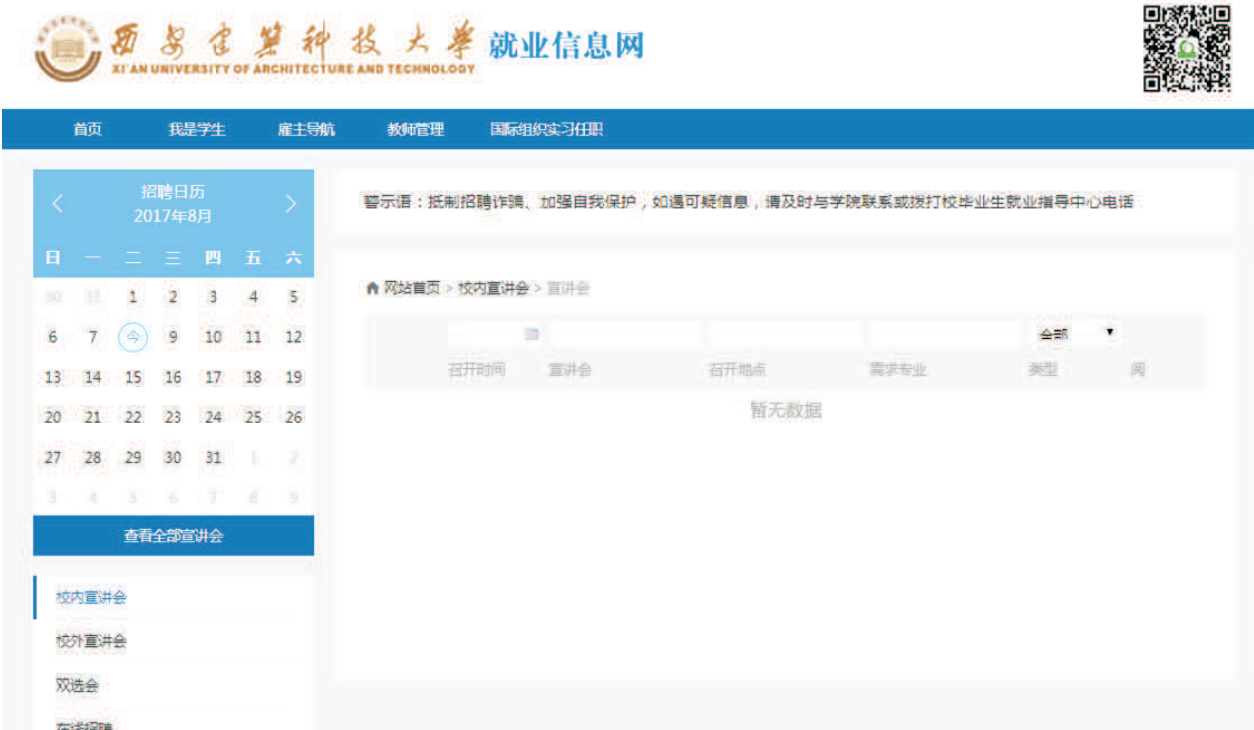 西安建筑科技大学 就业信息网
XI'AN UNIVERSITY OF ARCHITECTURE AND TECHNOLOGY
首页 我是学生 雇主导航 教师管理 国际组织实习任职
招聘日历
2017年8月
日 一 二 三 四 五 六
30 31 1 2 3 4 5
6 7 今 9 10 11 12
13 14 15 16 17 18 19
20 21 22 23 24 25 26
27 28 29 30 31 1 2
3 4 5 6 7 8 9
查看全部宣讲会
校内宣讲会
校外宣讲会
双选会
在线招聘
警示语：抵制招聘诈骗、加强自我保护，如遇可疑信息，请及时与学院联系或拨打校毕业生就业指导中心电话
网站首页 > 校内宣讲会 > 宣讲会
全部
召开时间 宣讲会 召开地点 需求专业 类型 阅
暂无数据